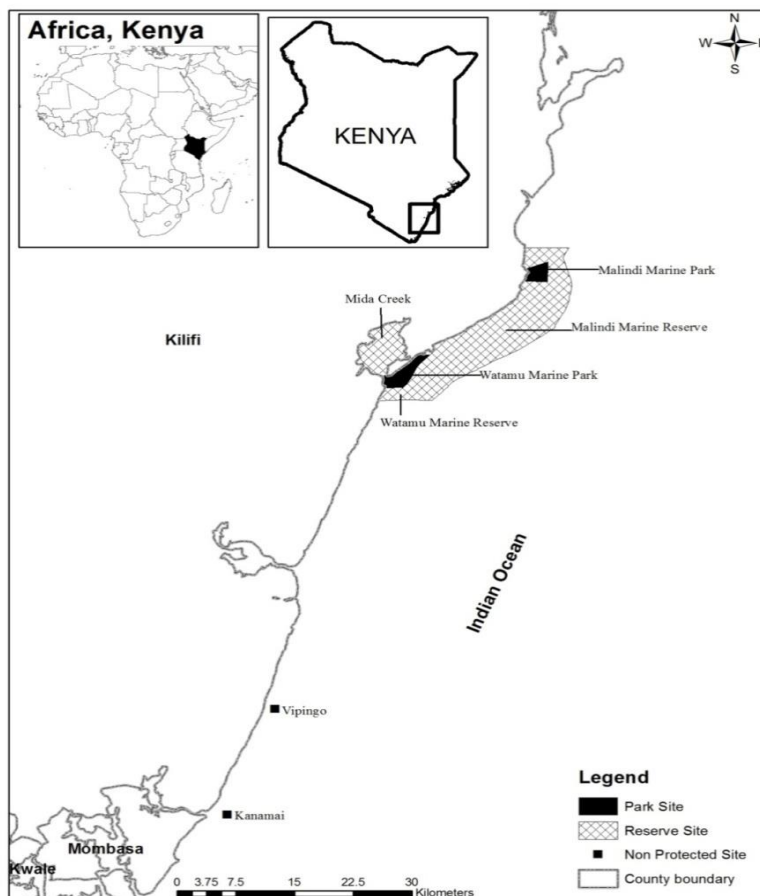 Africa, Kenya
KENYA
N
W E
S
Malindi Marine Park
Mida Creek
Malindi Marine Reserve
Kilifi
Watamu Marine Park
Watamu Marine Reserve
Indian Ocean
Vipingo
Kanamai
Mombasa
Kwale
Legend
Park Site
Reserve Site
Non Protected Site
County boundary
0 3.75 7.5 15 22.5 30
Kilometers